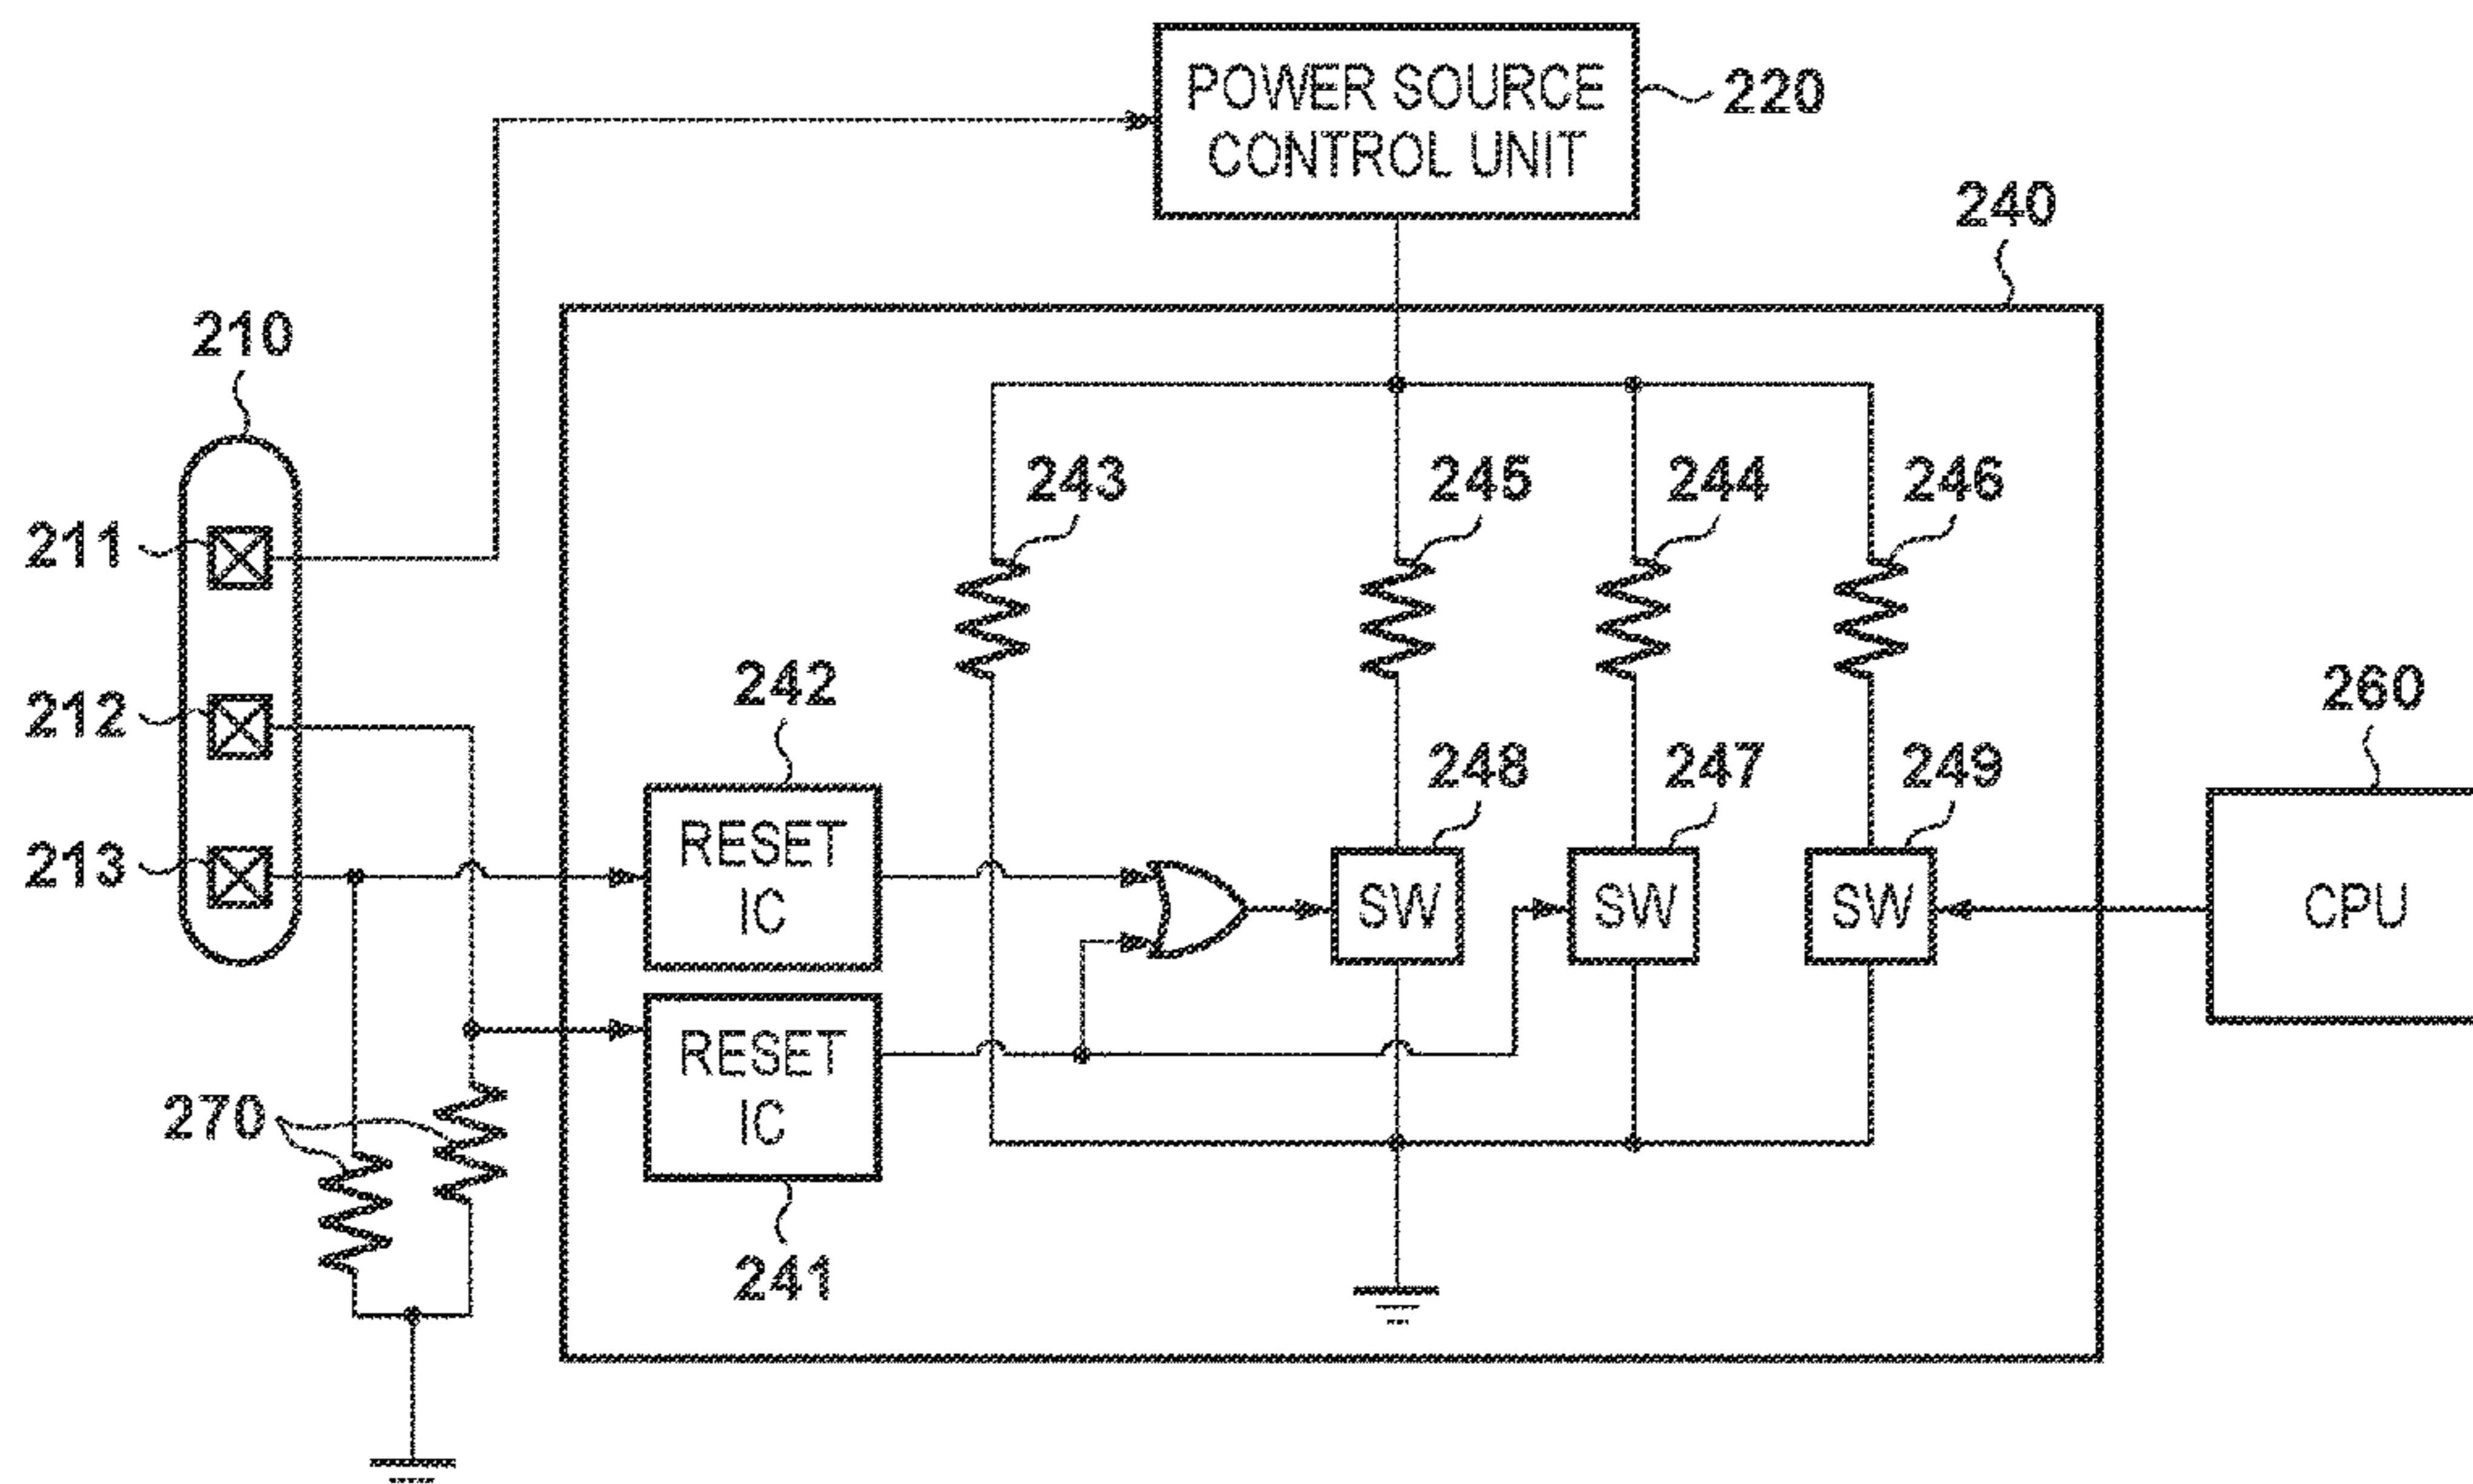 POWER SOURCE
CONTROL UNIT
220
240
210
243
245
244
246
211
242
260
212
248
247
249
213
RESET
IC
SW
SW
SW
CPU
RESET
IC
270
241